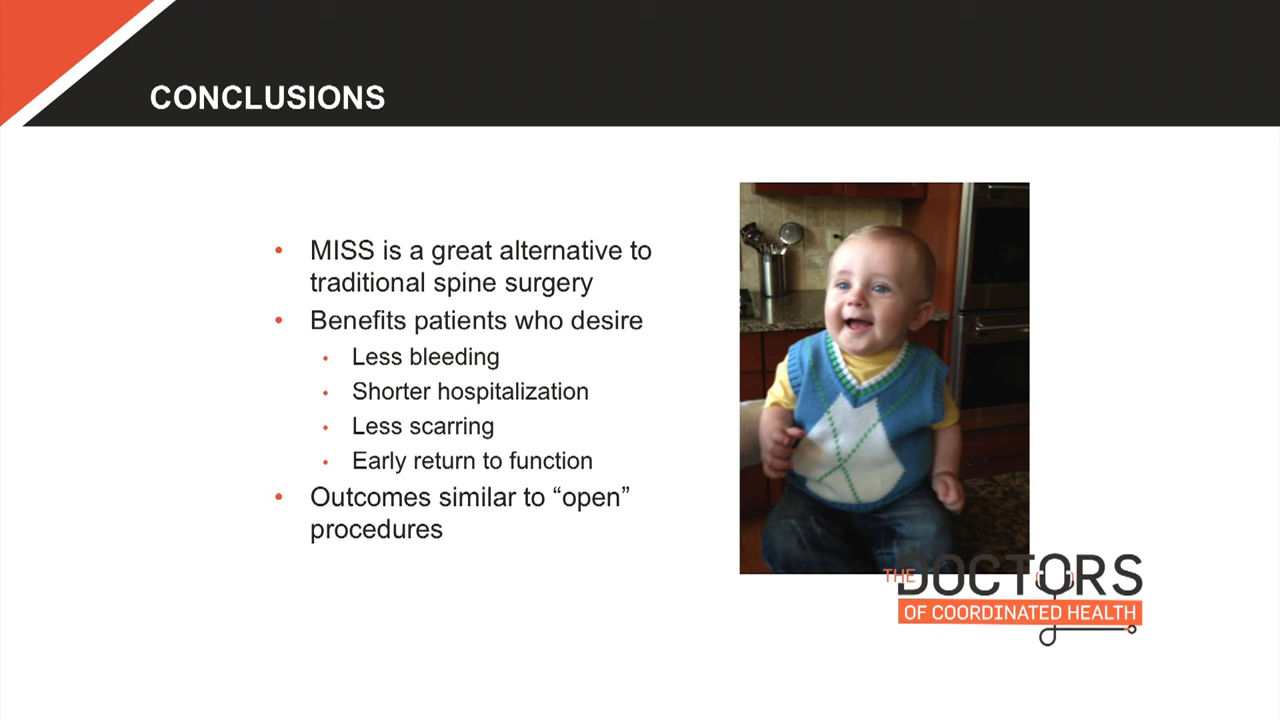 CONCLUSIONS
• MISS is a great alternative to
traditional spine surgery
• Benefits patients who desire
• Less bleeding
• Shorter hospitalization
• Less scarring
• Early return to function
• Outcomes similar to “open”
procedures
THE DOCTORS
OF COORDINATED HEALTH